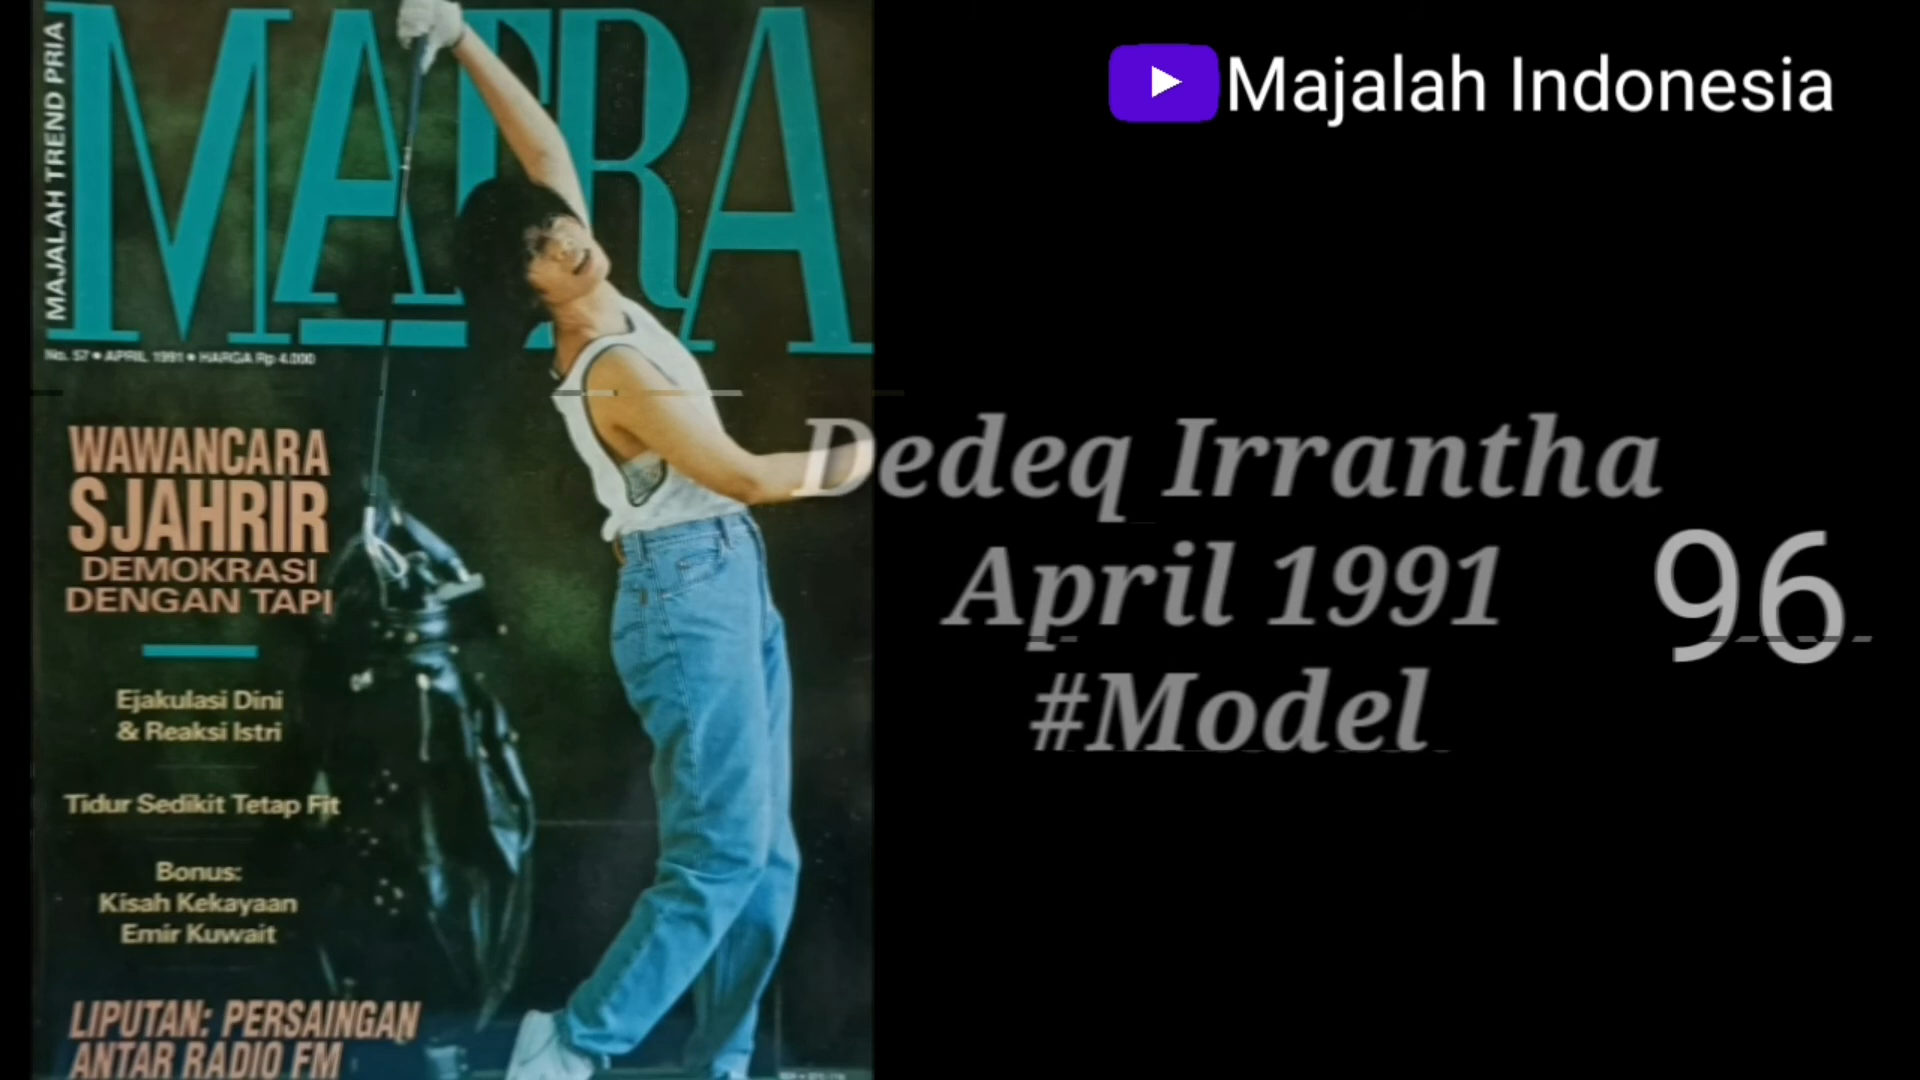 MAJALAH TREND PRIA
MATRA
No. 57 • APRIL 1991 • HARGA Rp 4.000
WAWANCARA
SJAHRIR
DEMOKRASI
DENGAN TAPI
Ejakulasi Dini
& Reaksi Istri
Tidur Sedikit Tetap Fit
Bonus:
Kisah Kekayaan
Emir Kuwait
LIPUTAN: PERSAINGAN
ANTAR RADIO FM
Majalah Indonesia
Dedeq Irrantha
April 1991
#Model
96